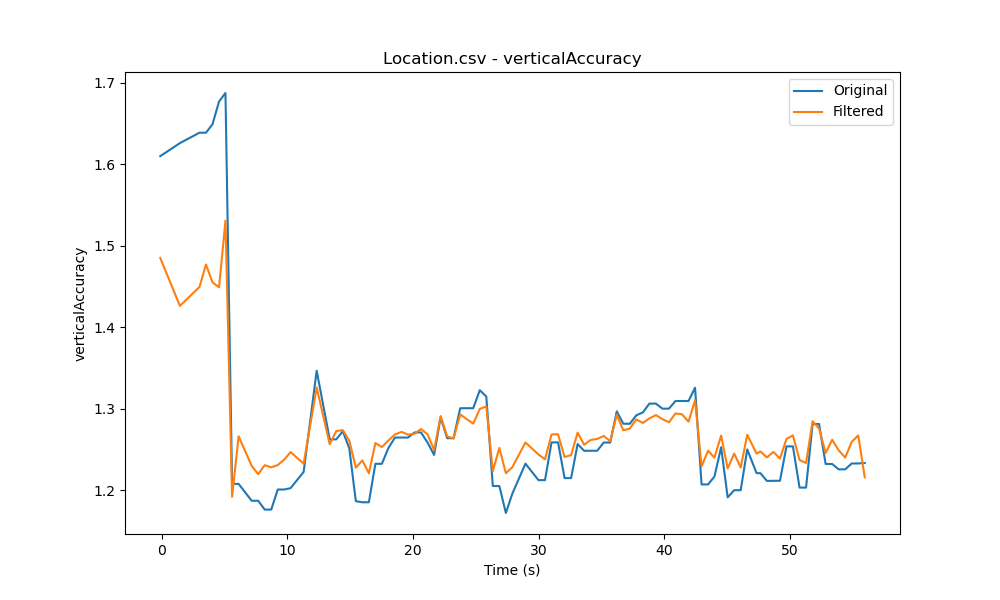 Location.csv - verticalAccuracy
Original
Filtered
verticalAccuracy
1.7
1.6
1.5
1.4
1.3
1.2
0 10 20 30 40 50
Time (s)